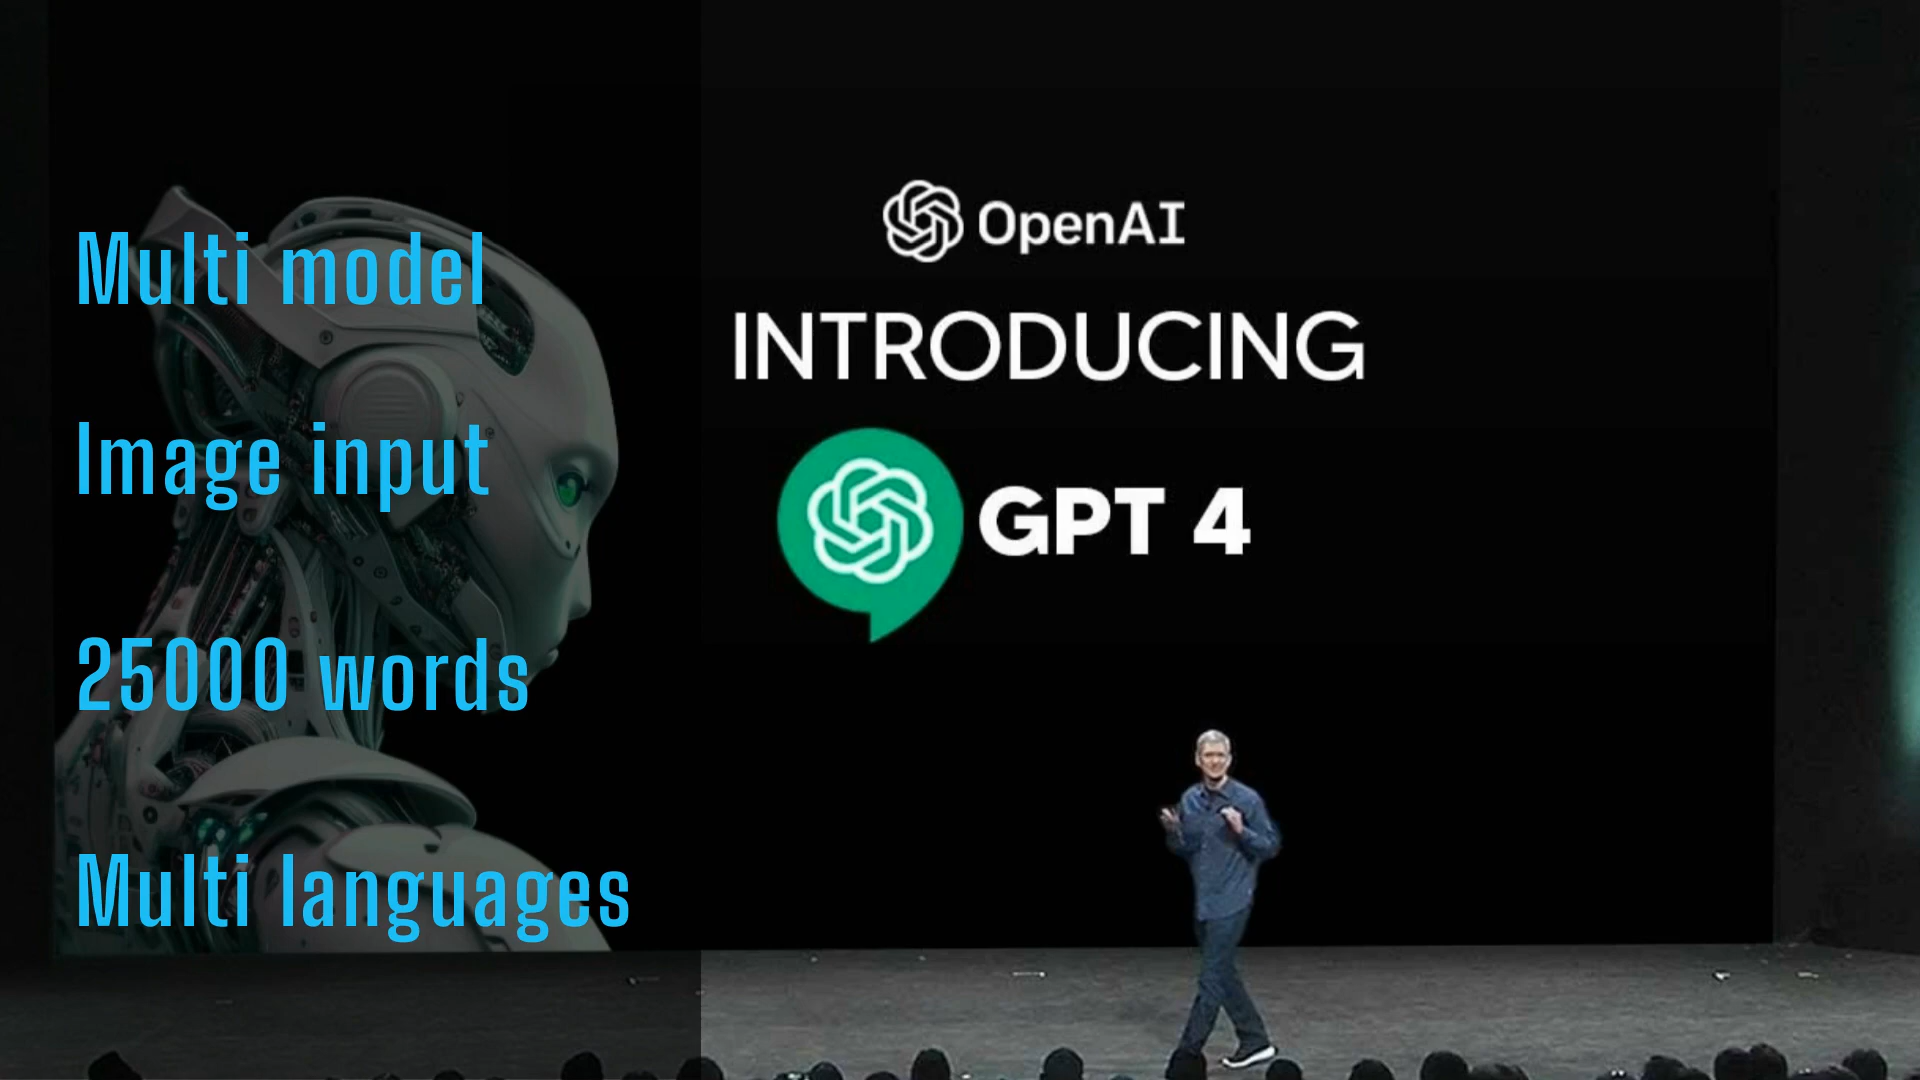 Multi model
Image input
25000 words
Multi languages
OpenAI
INTRODUCING
GPT 4